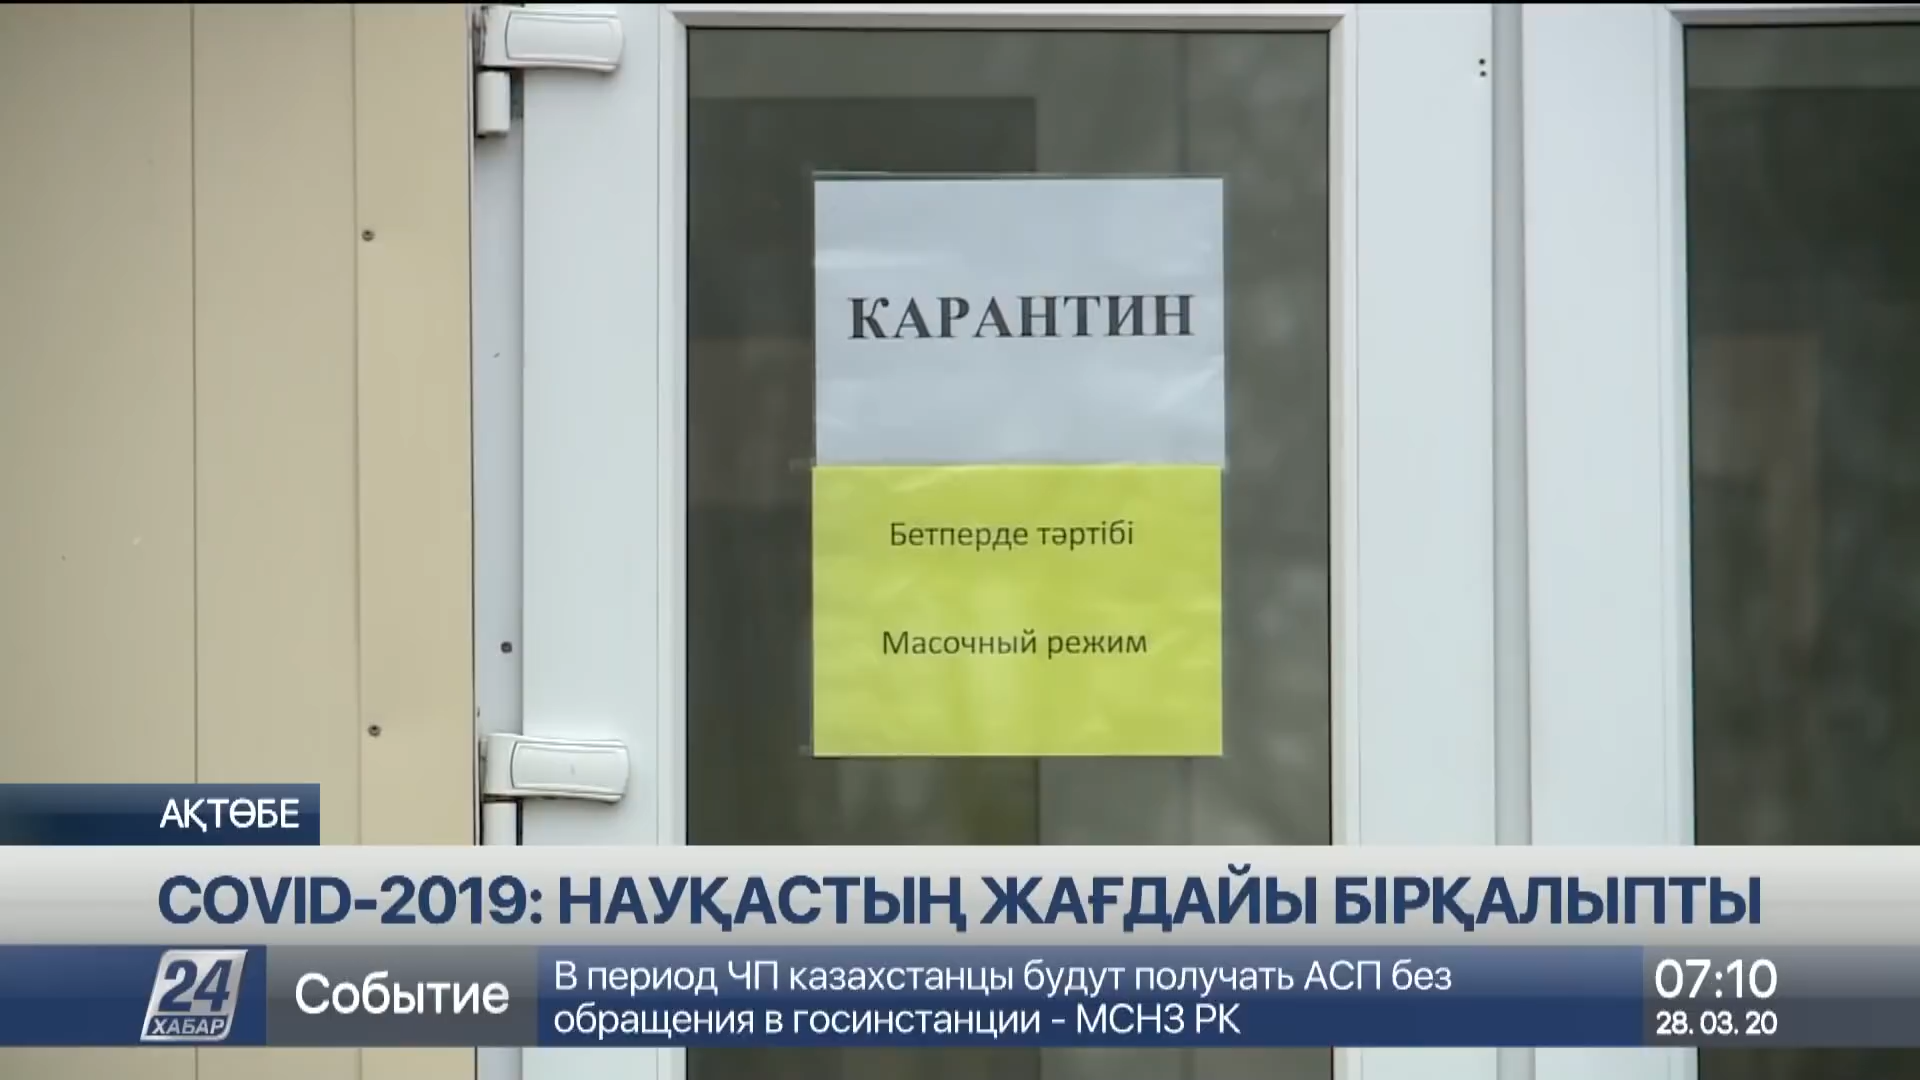 КАРАНТИН
Бетперде тәртібі
Масочный режим
АҚТӨБЕ
COVID-2019: НАУҚАСТЫҢ ЖАҒДАЙЫ БІРҚАЛЫПТЫ
24
ХАБАР
Событие
В период ЧП казахстанцы будут получать АСП без
обращения в госинстанции - МСНЗ РК
07:10
28. 03. 20